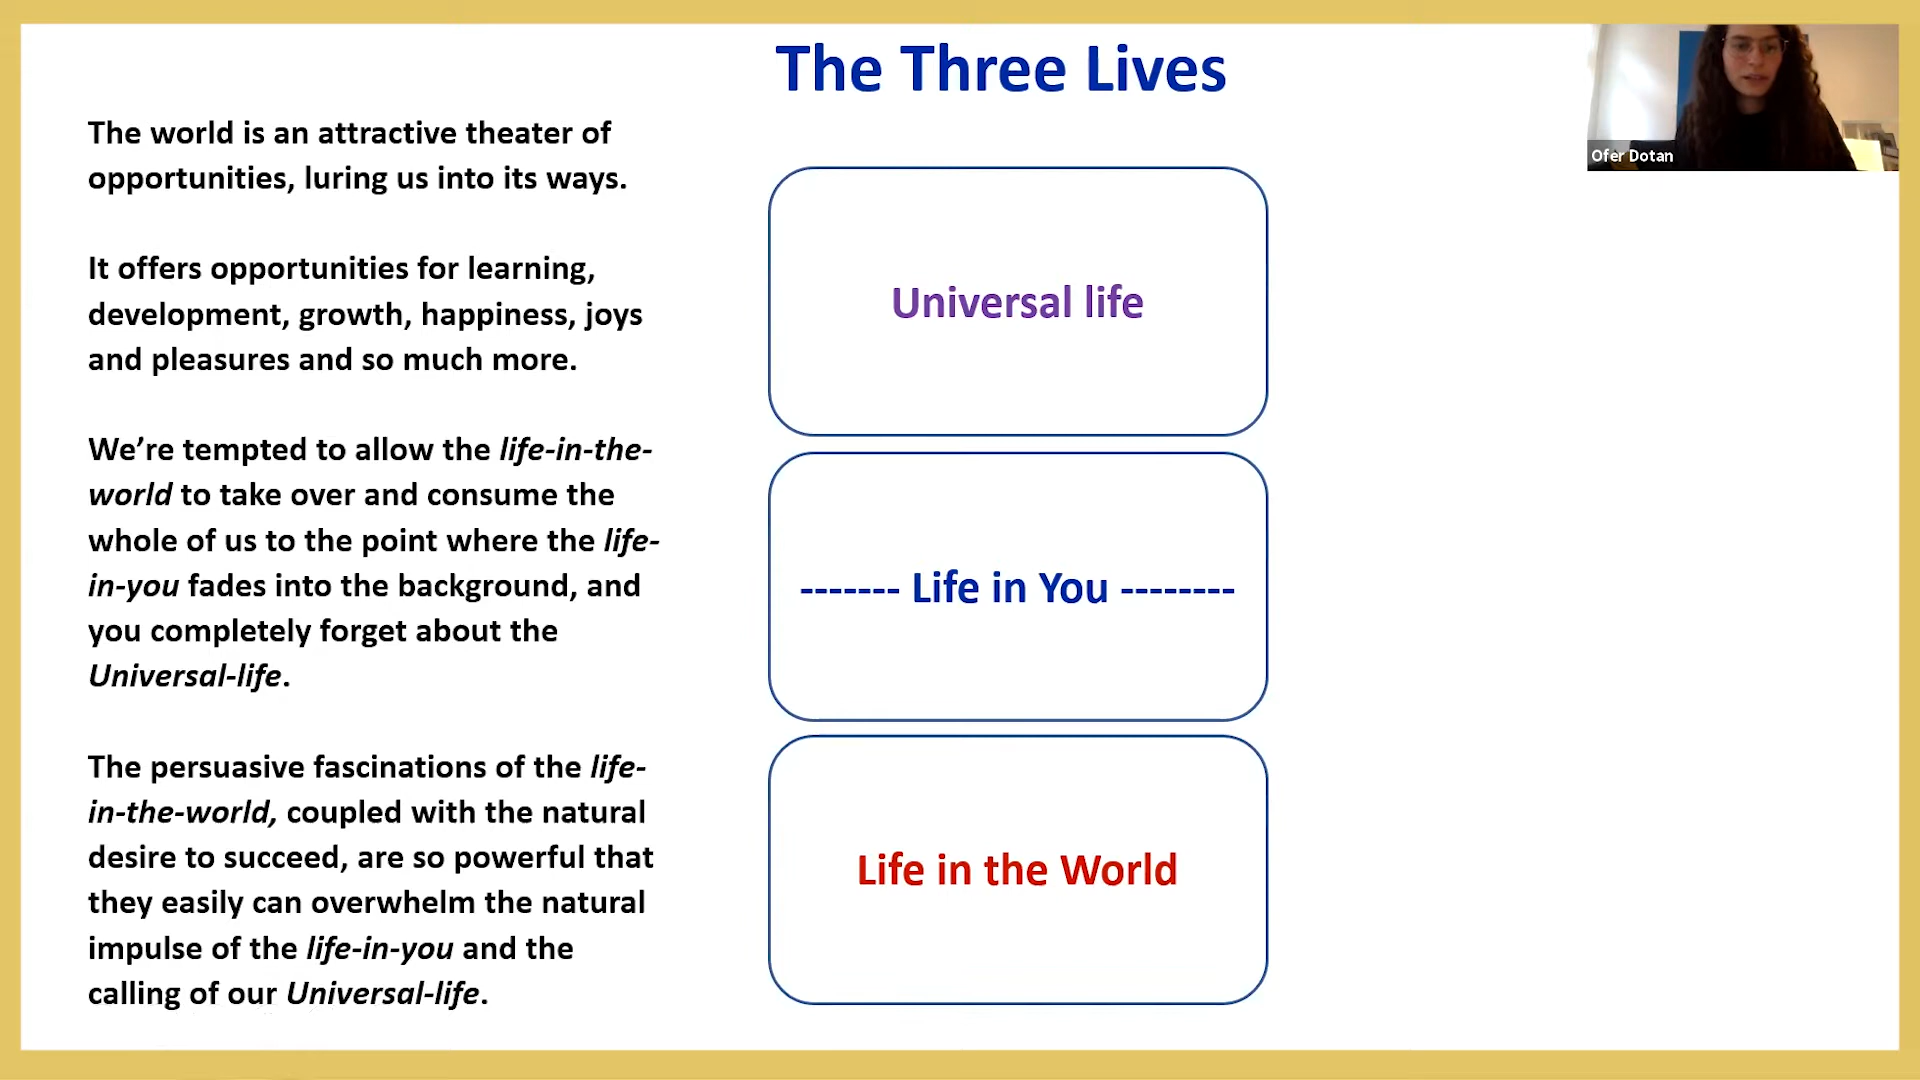 The Three Lives
Ofer Dotan
The world is an attractive theater of
opportunities, luring us into its ways.
It offers opportunities for learning,
development, growth, happiness, joys
and pleasures and so much more.
We’re tempted to allow the life-in-the-
world to take over and consume the
whole of us to the point where the life-
in-you fades into the background, and
you completely forget about the
Universal-life.
The persuasive fascinations of the life-
in-the-world, coupled with the natural
desire to succeed, are so powerful that
they easily can overwhelm the natural
impulse of the life-in-you and the
calling of our Universal-life.
Universal life
------- Life in You --------
Life in the World